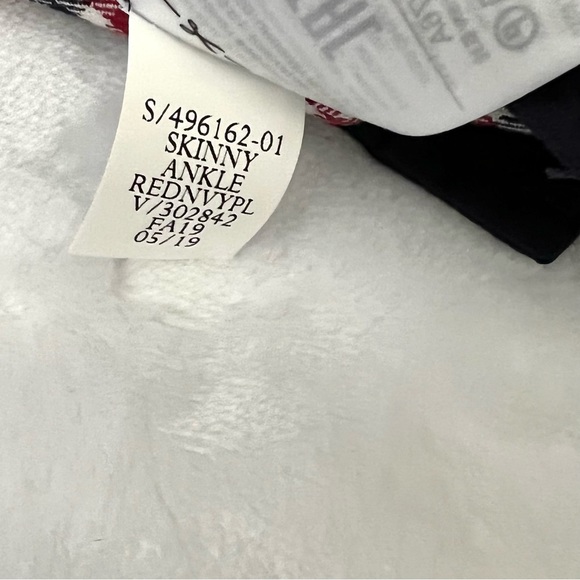 S/496162-01
SKINNY
ANKLE
REDNVYPL
V/302842
FA19
05/19